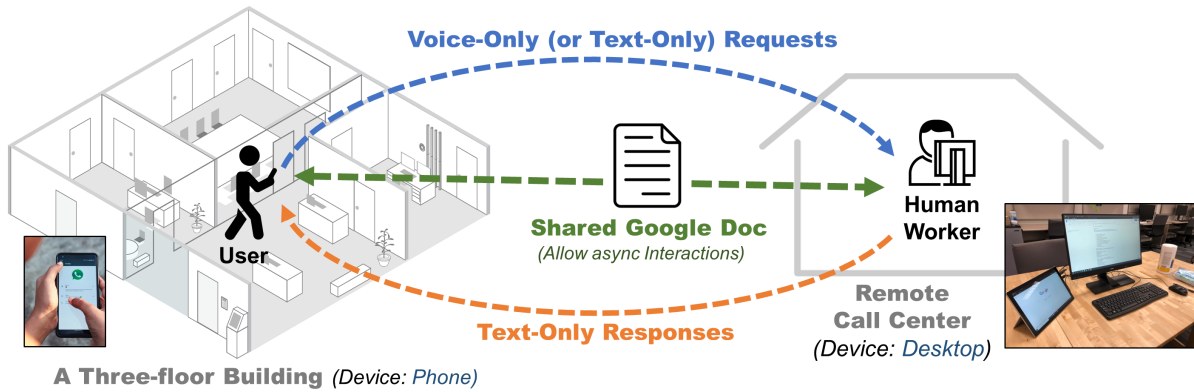 Voice-Only (or Text-Only) Requests
User
Shared Google Doc
(Allow async Interactions)
Human
Worker
Text-Only Responses
Remote
Call Center
(Device: Desktop)
A Three-floor Building (Device: Phone)